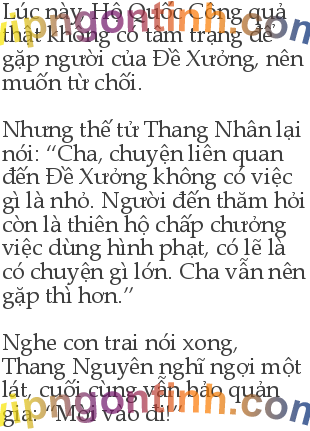 Lúc này, Hộ Quốc Công quả
thật không có tâm trạng để
gặp người của Đề Xưởng, nên
muốn từ chối.
Nhưng thế tử Thang Nhân lại
nói: “Cha, chuyện liên quan
đến Đề Xưởng không có việc
gì là nhỏ. Người đến thăm hỏi
còn là thiên hộ chấp chưởng
việc dùng hình phạt, có lẽ là
có chuyện gì lớn. Cha vẫn nên
gặp thì hơn.”
Nghe con trai nói xong,
Thang Nguyên nghĩ ngợi một
lát, cuối cùng vẫn bảo quản
gia: “Mời vào đi!”
vipngontinh.com
vipngontinh.com